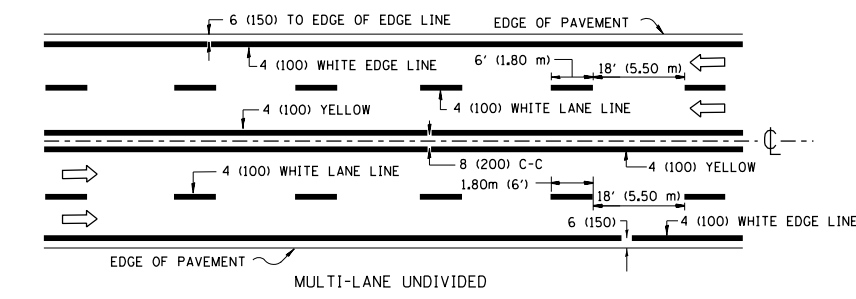 6 (150) TO EDGE OF EDGE LINE
EDGE OF PAVEMENT
4 (100) WHITE EDGE LINE
6' (1.80 m)
18' (5.50 m)
4 (100) YELLOW
4 (100) WHITE LANE LINE
℄
4 (100) WHITE LANE LINE
8 (200) C-C
4 (100) YELLOW
1.80m (6')
18' (5.50 m)
6 (150)
4 (100) WHITE EDGE LINE
EDGE OF PAVEMENT
MULTI-LANE UNDIVIDED